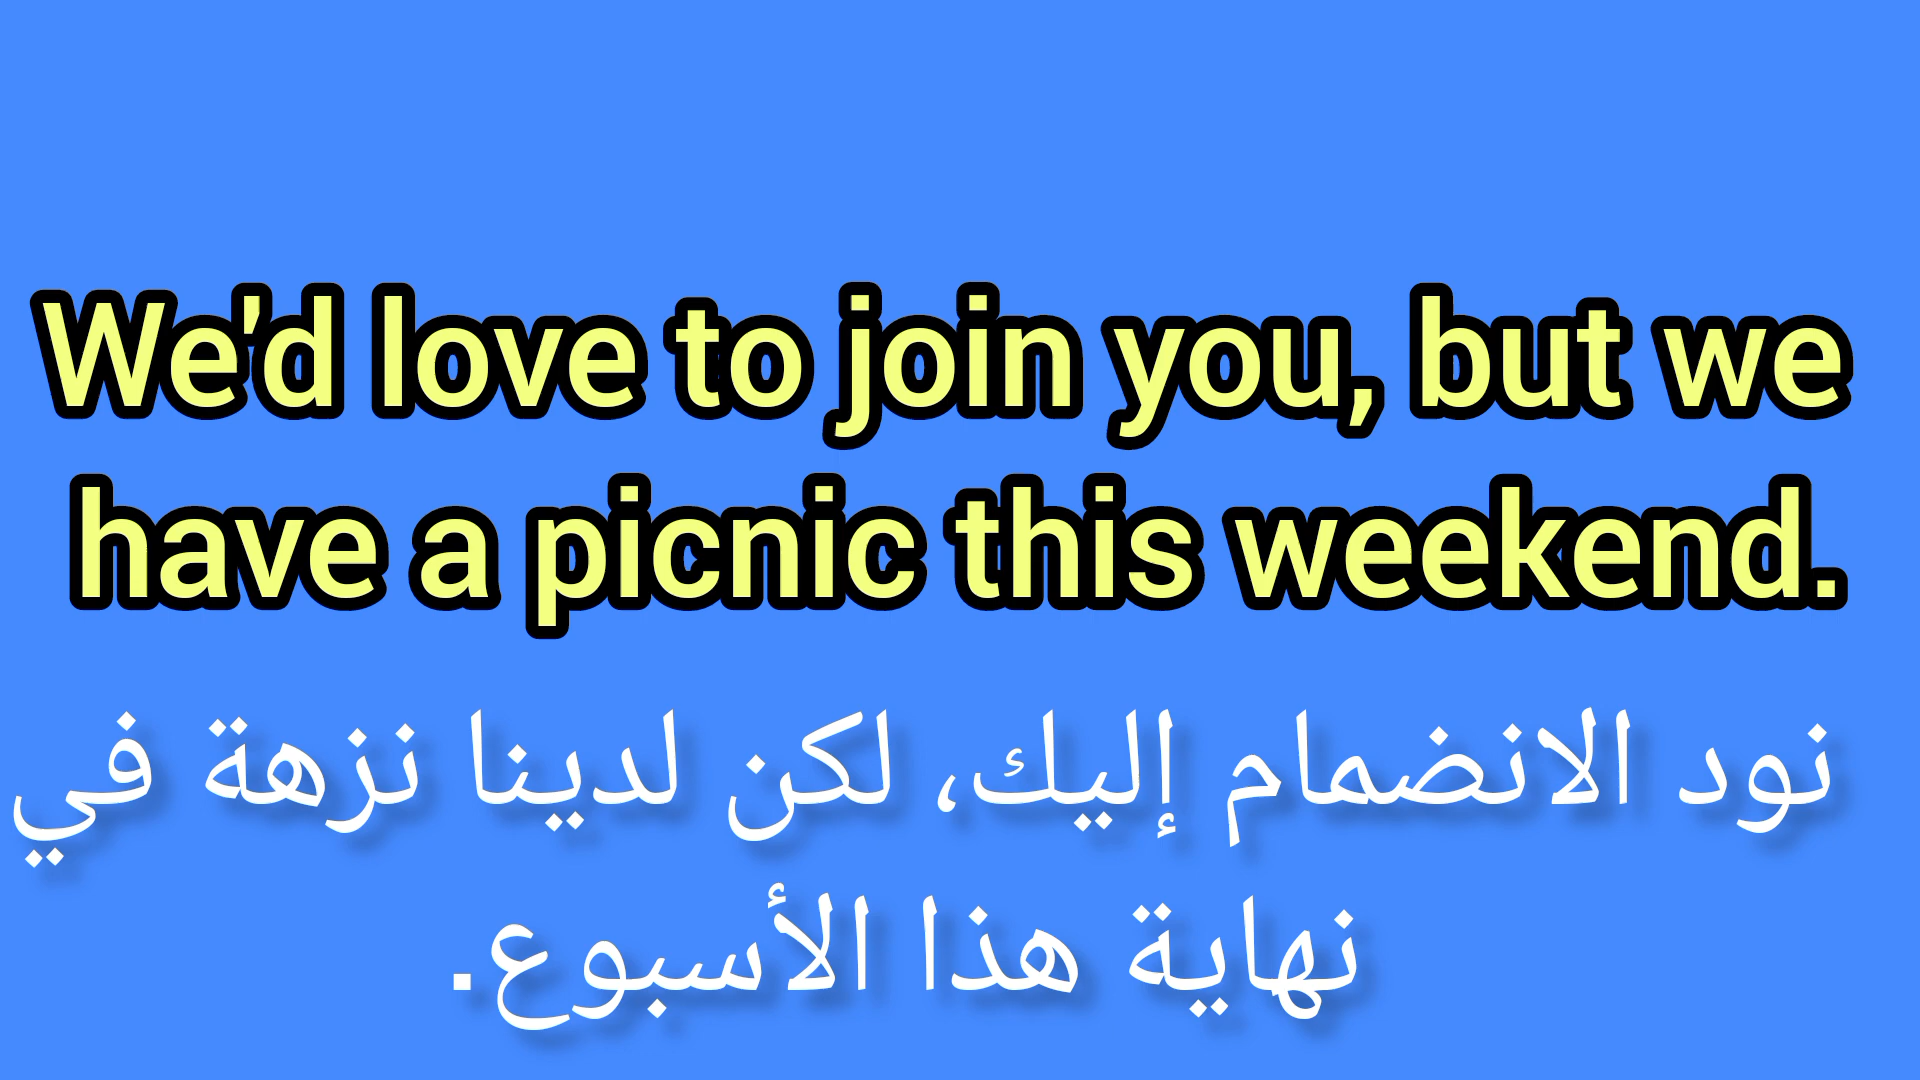 We'd love to join you, but we
have a picnic this weekend.
نود الانضمام إليك، لكن لدينا نزهة في
نهاية هذا الأسبوع.